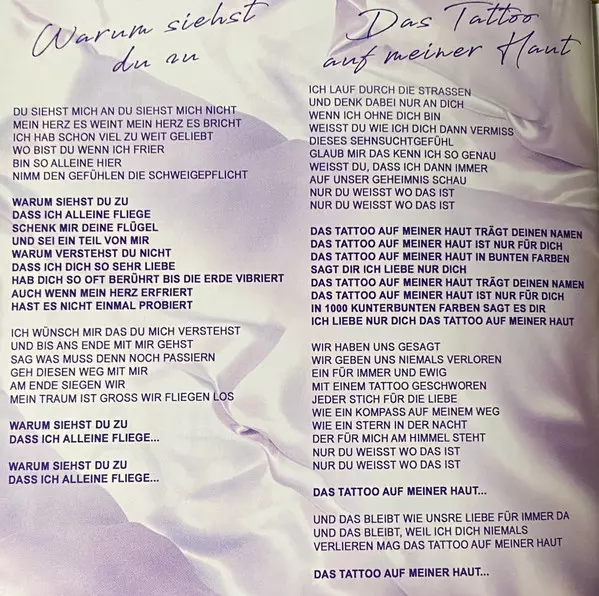 Warum siehst
du zu
DU SIEHST MICH AN DU SIEHST MICH NICHT
MEIN HERZ ES WEINT MEIN HERZ ES BRICHT
ICH HAB SCHON VIEL ZU WEIT GELIEBT
WO BIST DU WENN ICH FRIER
BIN SO ALLEINE HIER
NIMM DEN GEFÜHLEN DIE SCHWEIGEPFLICHT
WARUM SIEHST DU ZU
DASS ICH ALLEINE FLIEGE
SCHENK MIR DEINE FLÜGEL
UND SEI EIN TEIL VON MIR
WARUM VERSTEHST DU NICHT
DASS ICH DICH SO SEHR LIEBE
HAB DICH SO OFT BERÜHRT BIS DIE ERDE VIBRIERT
AUCH WENN MEIN HERZ ERFRIERT
HAST ES NICHT EINMAL PROBIERT
ICH WÜNSCH MIR DAS DU MICH VERSTEHST
UND BIS ANS ENDE MIT MIR GEHST
SAG WAS MUSS DENN NOCH PASSIERN
GEH DIESEN WEG MIT MIR
AM ENDE SIEGEN WIR
MEIN TRAUM IST GROSS WIR FLIEGEN LOS
WARUM SIEHST DU ZU
DASS ICH ALLEINE FLIEGE...
WARUM SIEHST DU ZU
DASS ICH ALLEINE FLIEGE...
Das Tattoo
auf meiner Haut
ICH LAUF DURCH DIE STRASSEN
UND DENK DABEI NUR AN DICH
WENN ICH OHNE DICH BIN
WEISST DU WIE ICH DICH DANN VERMISS
DIESES SEHNSUCHTGEFÜHL
GLAUB MIR DAS KENN ICH SO GENAU
WEISST DU, DASS ICH DANN IMMER
AUF UNSER GEHEIMNIS SCHAU
NUR DU WEISST WO DAS IST
NUR DU WEISST WO DAS IST
DAS TATTOO AUF MEINER HAUT TRÄGT DEINEN NAMEN
DAS TATTOO AUF MEINER HAUT IST NUR FÜR DICH
DAS TATTOO AUF MEINER HAUT IN BUNTEN FARBEN
SAGT DIR ICH LIEBE NUR DICH
DAS TATTOO AUF MEINER HAUT TRÄGT DEINEN NAMEN
DAS TATTOO AUF MEINER HAUT IST NUR FÜR DICH
IN 1000 KUNTERBUNTEN FARBEN SAGT ES DIR
ICH LIEBE NUR DICH DAS TATTOO AUF MEINER HAUT
WIR HABEN UNS GESAGT
WIR GEBEN UNS NIEMALS VERLOREN
EIN FÜR IMMER UND EWIG
MIT EINEM TATTOO GESCHWOREN
JEDER STICH FÜR DIE LIEBE
WIE EIN KOMPASS AUF MEINEM WEG
WIE EIN STERN IN DER NACHT
DER FÜR MICH AM HIMMEL STEHT
NUR DU WEISST WO DAS IST
NUR DU WEISST WO DAS IST
DAS TATTOO AUF MEINER HAUT...
UND DAS BLEIBT WIE UNSRE LIEBE FÜR IMMER DA
UND DAS BLEIBT, WEIL ICH DICH NIEMALS
VERLIEREN MAG DAS TATTOO AUF MEINER HAUT
DAS TATTOO AUF MEINER HAUT...